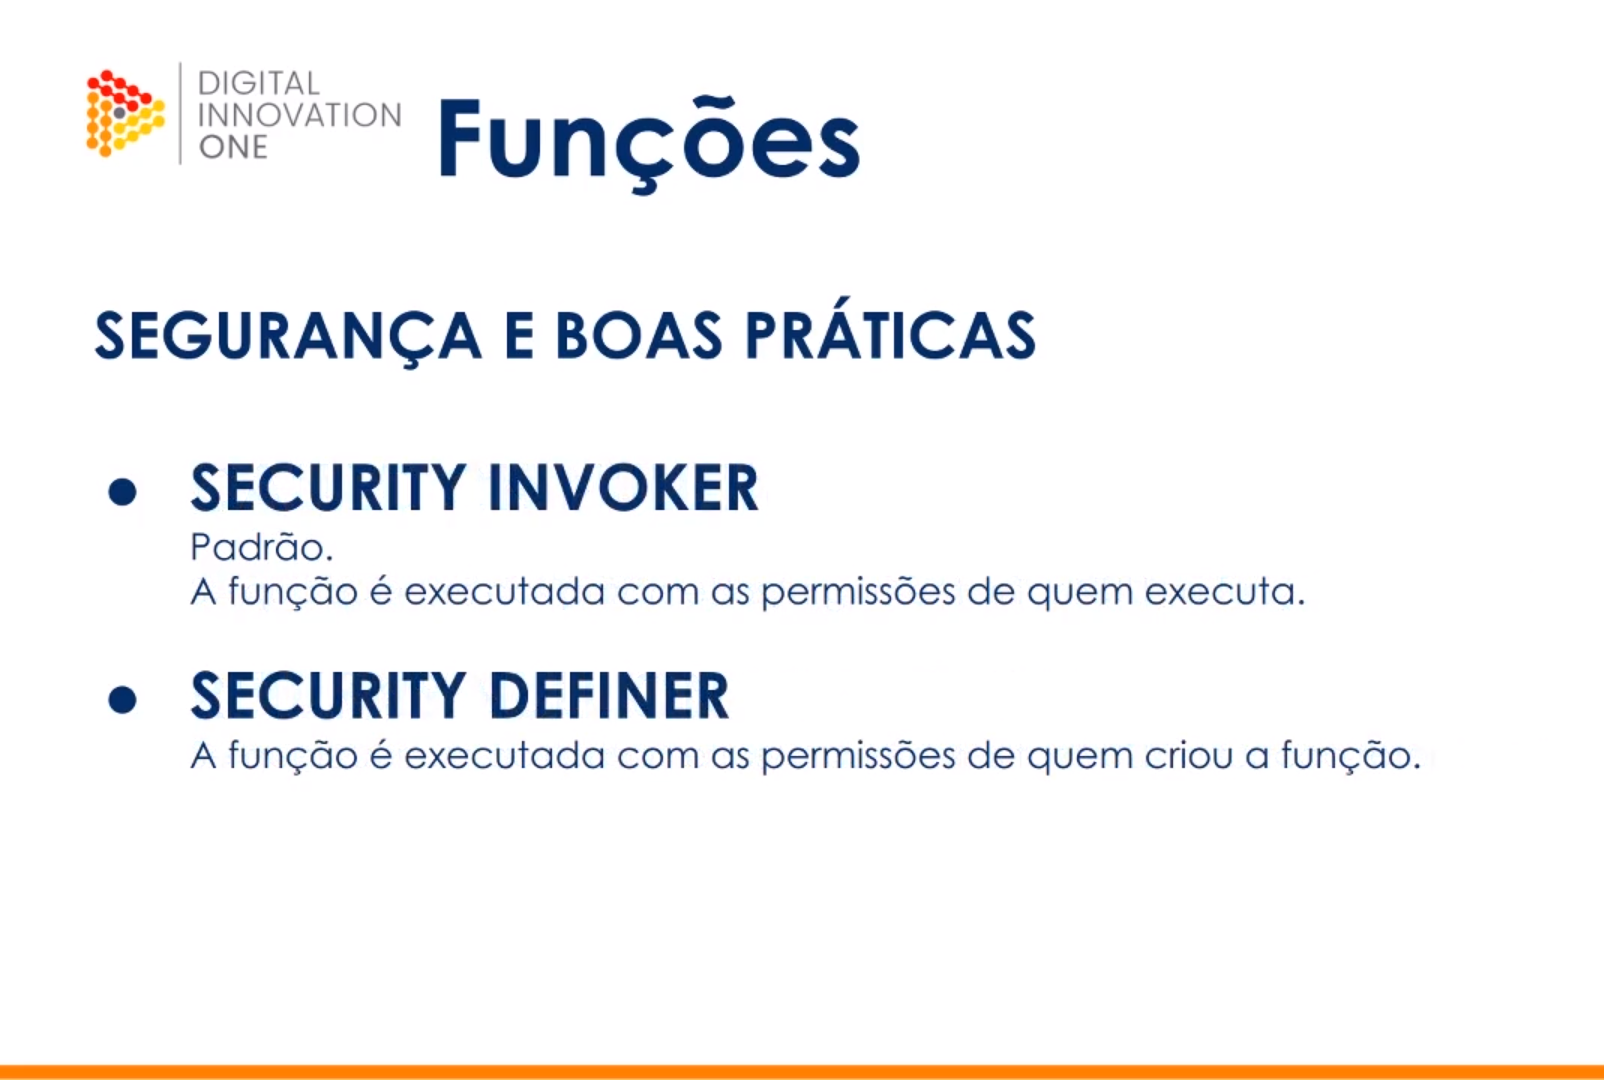 DIGITAL
INNOVATION
ONE
Funções
SEGURANÇA E BOAS PRÁTICAS
● SECURITY INVOKER
Padrão.
A função é executada com as permissões de quem executa.
● SECURITY DEFINER
A função é executada com as permissões de quem criou a função.